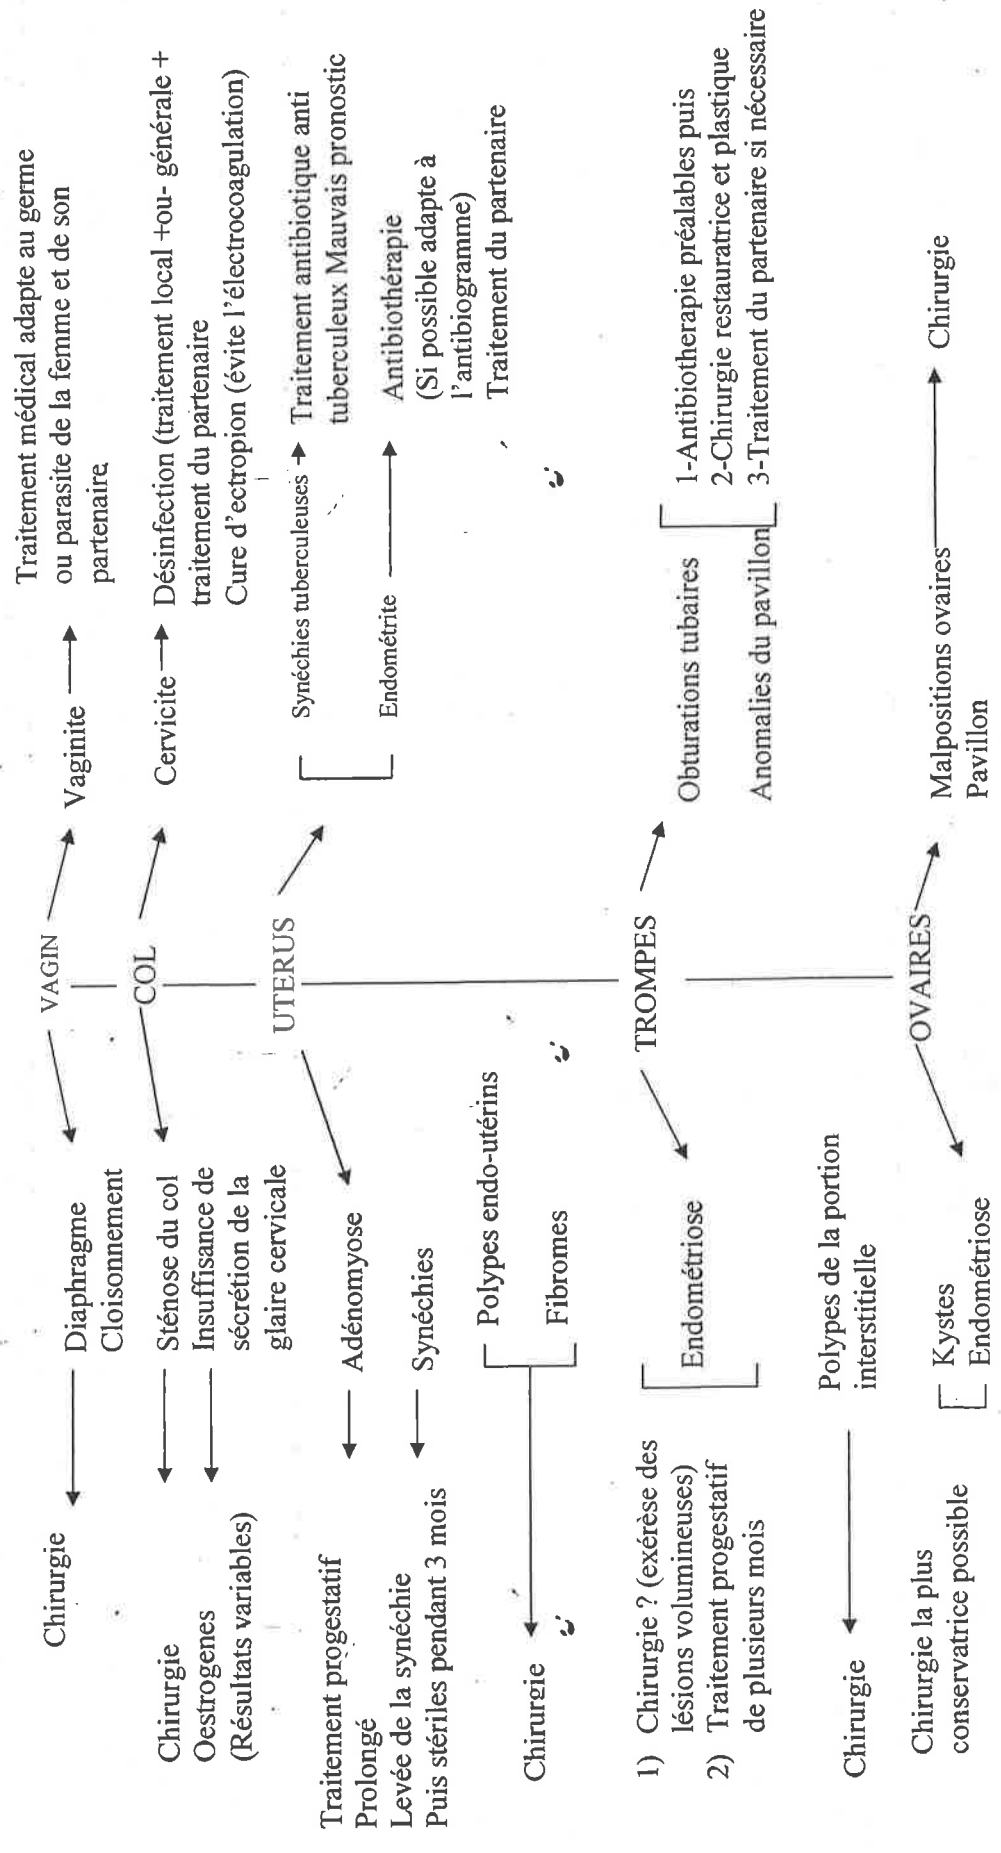 VAGIN
Diaphragme
Cloisonnement
Chirurgie
Vaginite
Traitement médical adapte au germe
ou parasite de la femme et de son
partenaire
COL
Sténose du col
Insuffisance de
sécrétion de la
glaire cervicale
Chirurgie
Oestrogenes
(Résultats variables)
Cervicite
Désinfection (traitement local +ou- générale +
traitement du partenaire
Cure d'ectropion (évite l'électrocoagulation)
UTERUS
Adénomyose
Traitement progestatif
Prolongé
Synéchies
Levée de la synéchie
Puis stériles pendant 3 mois
Polypes endo-utérins
Fibromes
Chirurgie
Synéchies tuberculeuses
Traitement antibiotique anti
tuberculeux Mauvais pronostic
Endométrite
Antibiothérapie
(Si possible adapte à
l'antibiogramme)
Traitement du partenaire
TROMPES
Endométriose
1) Chirurgie ? (exérèse des
lésions volumineuses)
2) Traitement progestatif
de plusieurs mois
Polypes de la portion
interstitielle
Chirurgie
Obturations tubaires
Anomalies du pavillon
1-Antibiotherapie préalables puis
2-Chirurgie restauratrice et plastique
3-Traitement du partenaire si nécessaire
OVAIRES
Kystes
Endométriose
Chirurgie la plus
conservatrice possible
Malpositions ovaires
Pavillon
Chirurgie